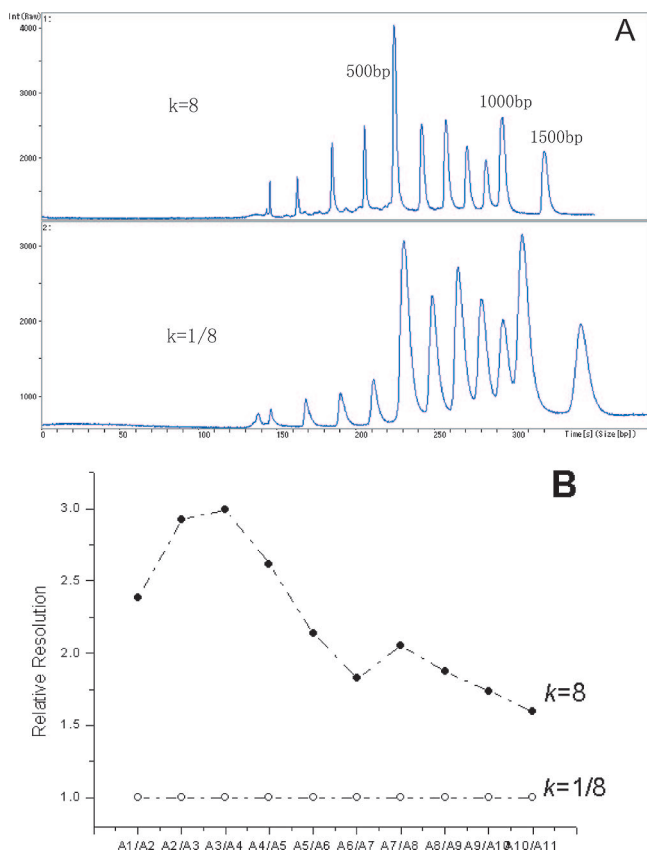 Int(Raw)
1:
A
4000
500bp
k=8
1000bp
3000
1500bp
2000
1000
2:
3000
k=1/8
2000
1000
0 50 100 150 200 250 300 Time[s](Size[bp])
B
3.0
2.5
2.0
1.5
1.0
Relative Resolution
k=8
k=1/8
A1/A2 A2/A3 A3/A4 A4/A5 A5/A6 A6/A7 A7/A8 A8/A9 A9/A10 A10/A11